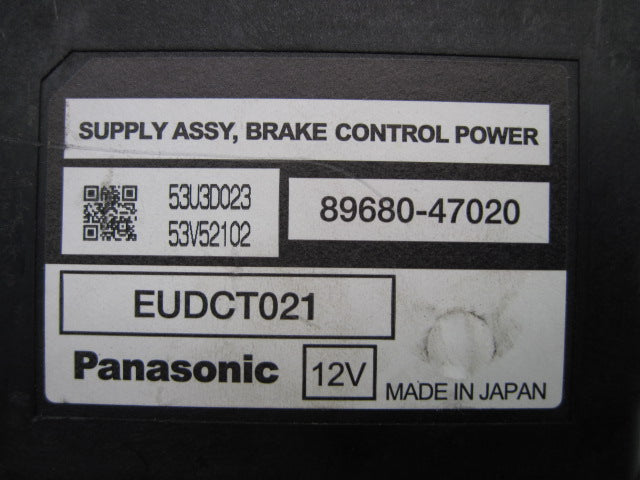 SUPPLY ASSY, BRAKE CONTROL POWER
53U3D023
53V52102
89680-47020
EUDCT021
Panasonic 12V MADE IN JAPAN